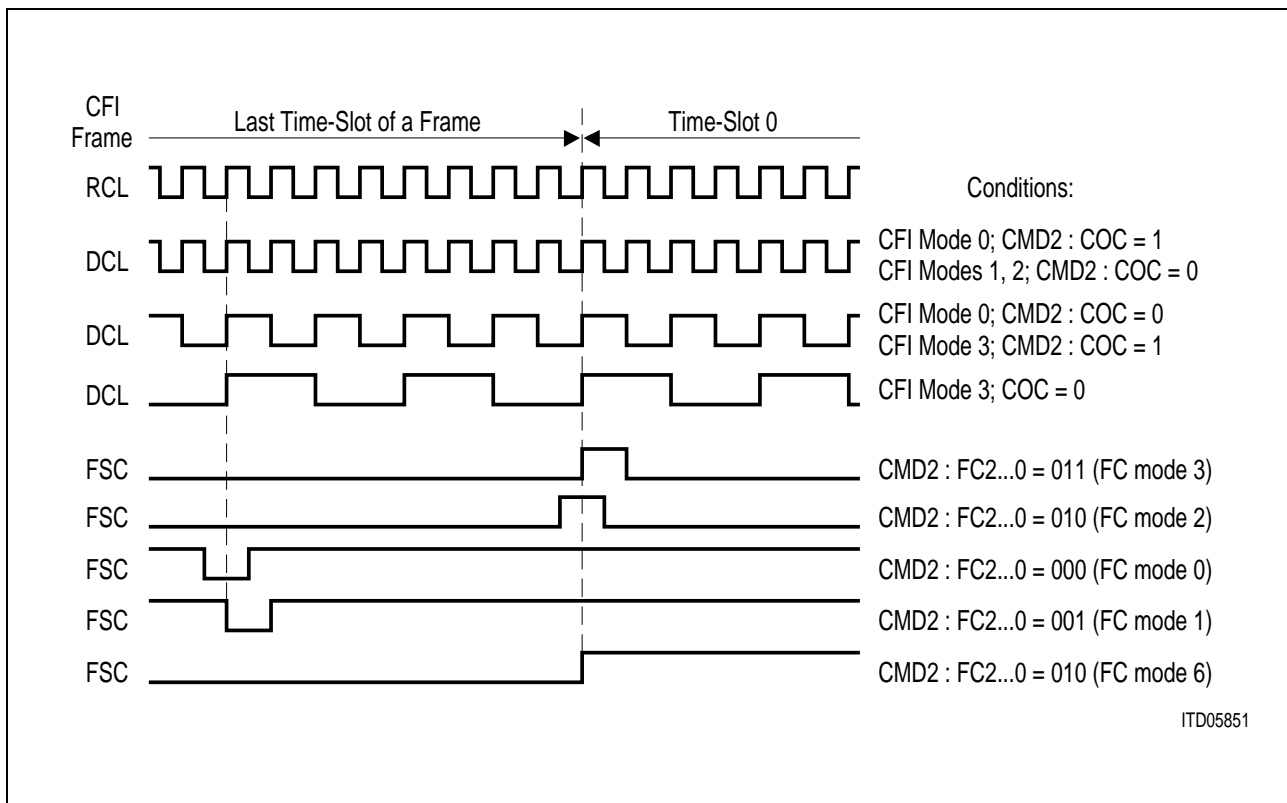 CFI
Frame
Last Time-Slot of a Frame
Time-Slot 0
RCL
Conditions:
DCL
CFI Mode 0; CMD2 : COC = 1
CFI Modes 1, 2; CMD2 : COC = 0
DCL
CFI Mode 0; CMD2 : COC = 0
CFI Mode 3; CMD2 : COC = 1
DCL
CFI Mode 3; COC = 0
FSC
CMD2 : FC2...0 = 011 (FC mode 3)
FSC
CMD2 : FC2...0 = 010 (FC mode 2)
FSC
CMD2 : FC2...0 = 000 (FC mode 0)
FSC
CMD2 : FC2...0 = 001 (FC mode 1)
FSC
CMD2 : FC2...0 = 010 (FC mode 6)
ITD05851